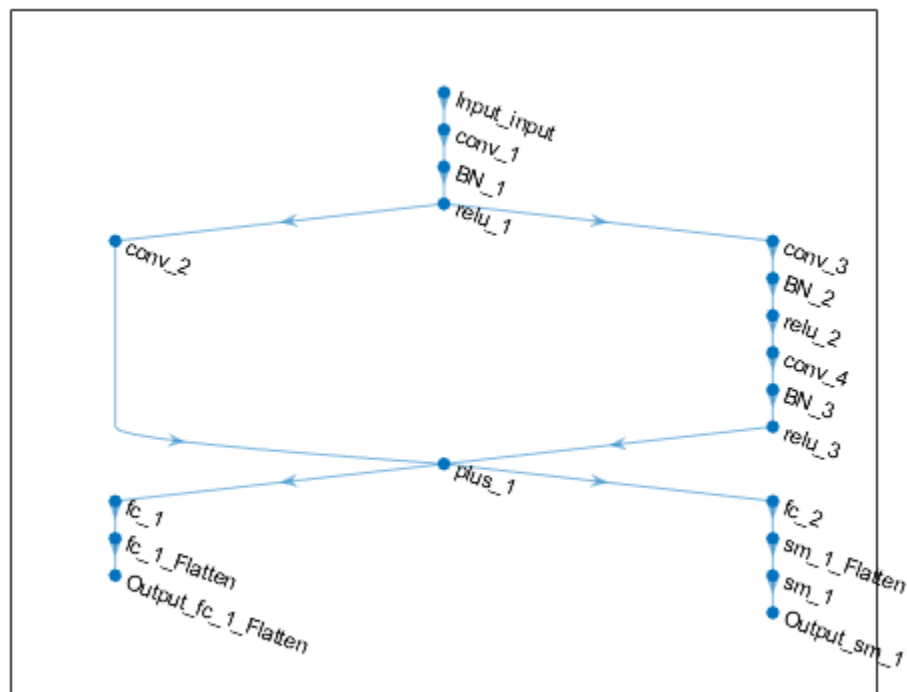 Input_input
conv_1
BN_1
relu_1
conv_2
conv_3
BN_2
relu_2
conv_4
BN_3
relu_3
plus_1
fc_1
fc_1_Flatten
Output_fc_1_Flatten
fc_2
sm_1_Flatten
sm_1
Output_sm_1